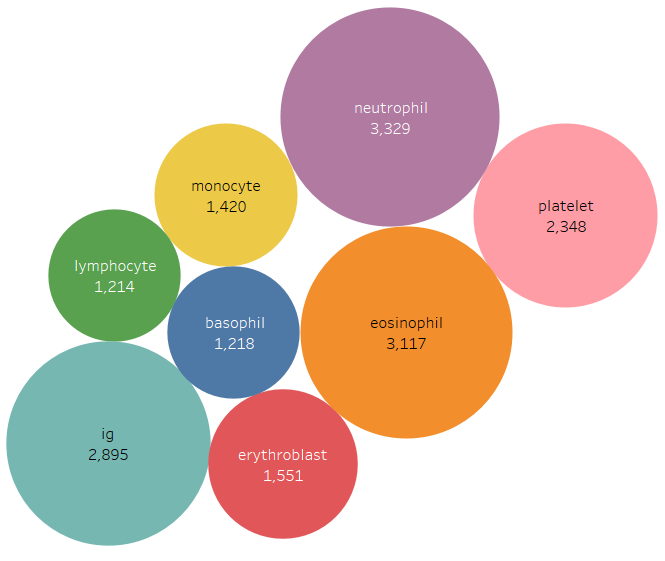 neutrophil
3,329
monocyte
1,420
platelet
2,348
lymphocyte
1,214
basophil
1,218
eosinophil
3,117
ig
2,895
erythroblast
1,551